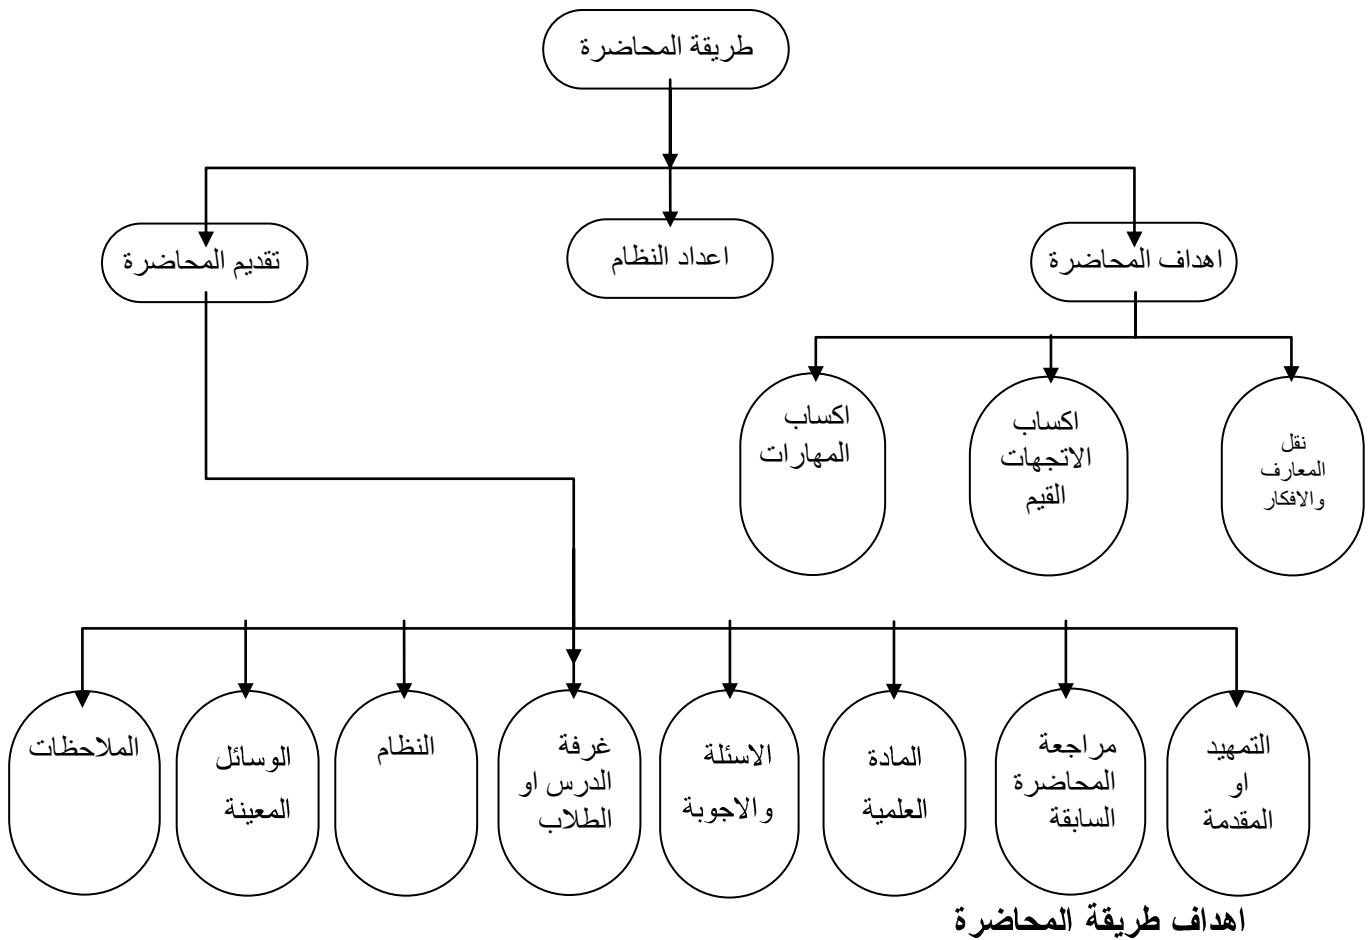 طريقة المحاضرة
اهداف المحاضرة
اعداد النظام
تقديم المحاضرة
نقل
المعارف
والافكار
اكساب
الاتجهات
القيم
اكساب
المهارات
التمهيد
او
المقدمة
مراجعة
المحاضرة
السابقة
المادة
العلمية
الاسئلة
والاجوبة
غرفة
الدرس او
الطلاب
النظام
الوسائل
المعينة
الملاحظات
اهداف طريقة المحاضرة